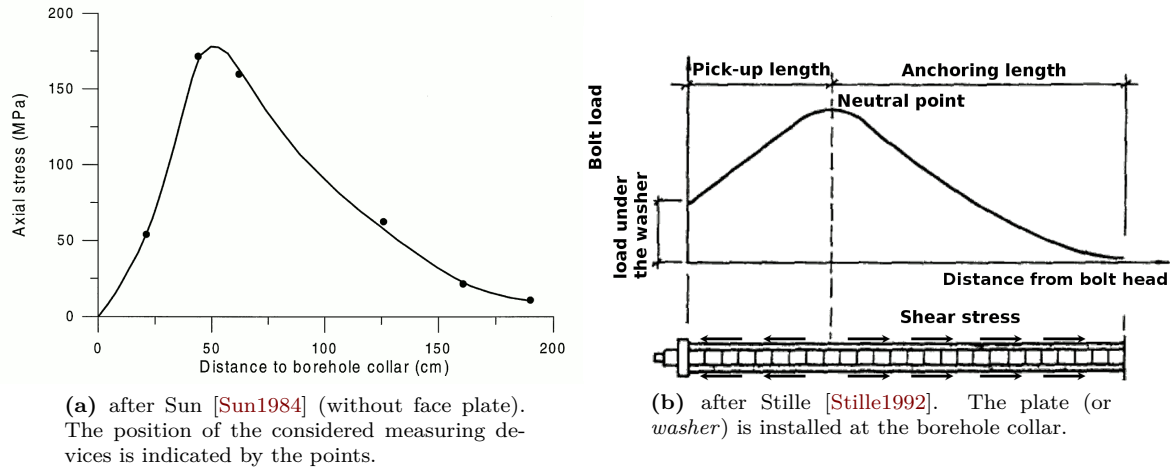 200
150
100
50
0
Axial stress (MPa)
0
50
100
150
200
Distance to borehole collar (cm)
(a) after Sun [Sun1984] (without face plate).
The position of the considered measuring de-
vices is indicated by the points.
Pick-up length
Anchoring length
Neutral point
Bolt load
load under
the washer
Distance from bolt head
Shear stress
(b) after Stille [Stille1992]. The plate (or
washer) is installed at the borehole collar.